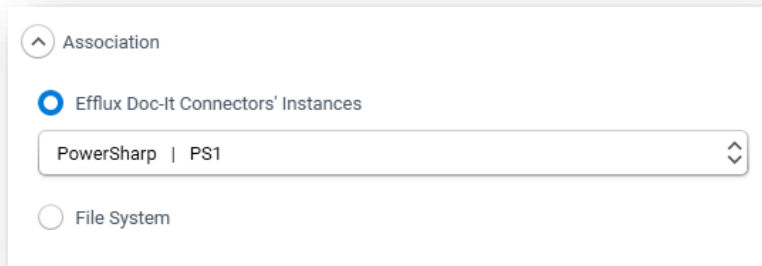 Association
Efflux Doc-It Connectors' Instances
PowerSharp | PS1
File System